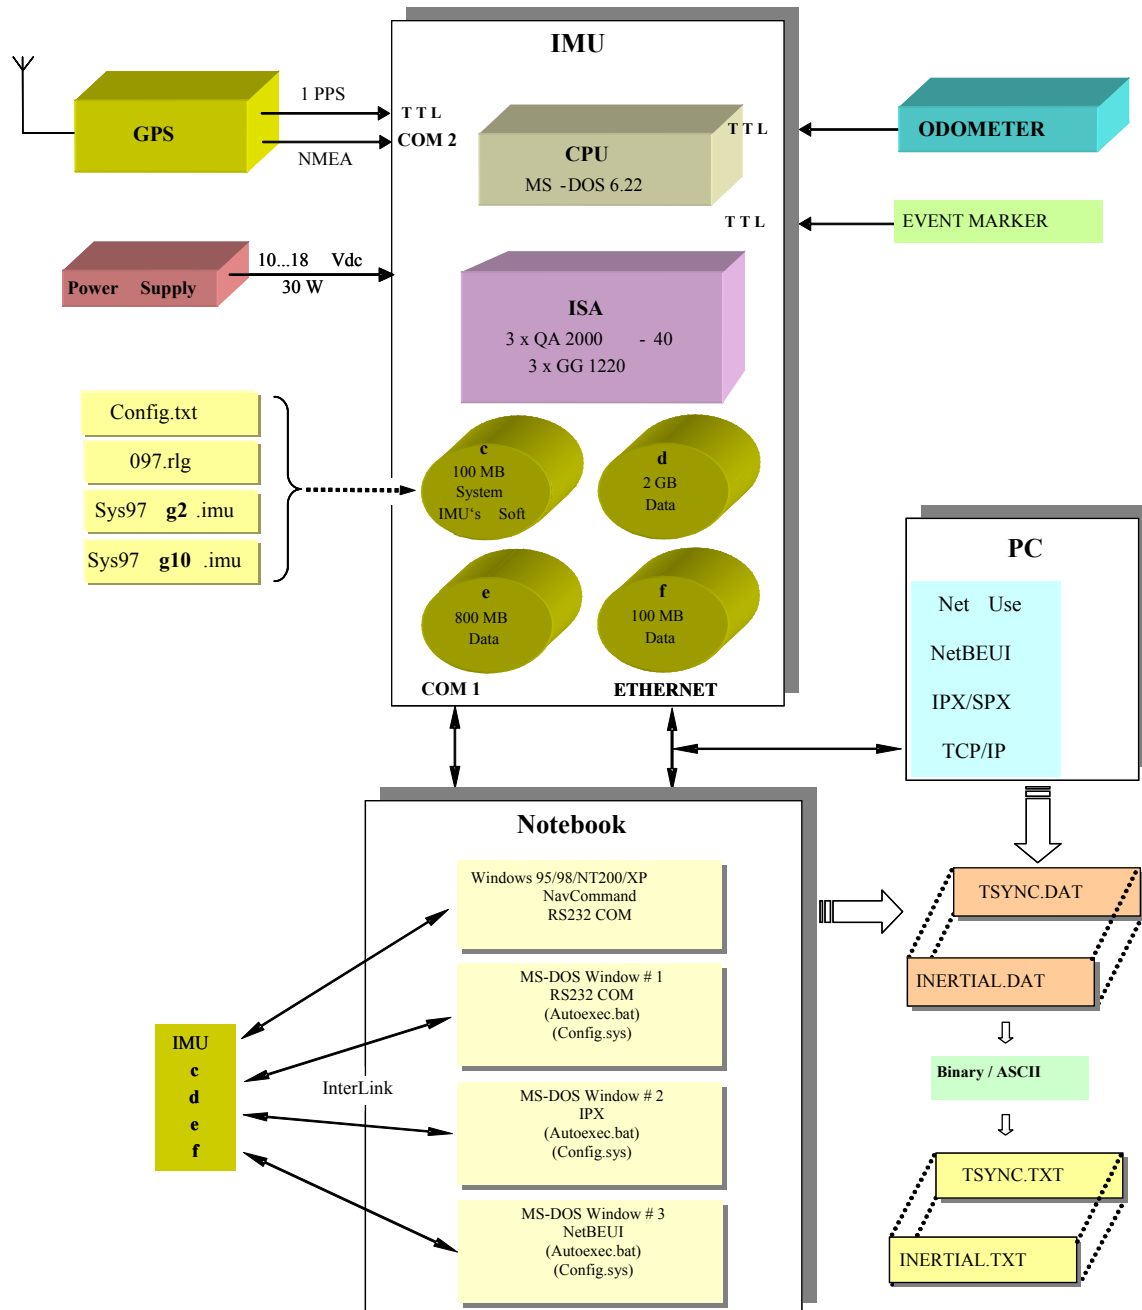 IMU
1 PPS
T T L
GPS
COM 2
NMEA
CPU
MS -DOS 6.22
T T L
ODOMETER
T T L
EVENT MARKER
10...18 Vdc
30 W
Power Supply
ISA
3 x QA 2000 - 40
3 x GG 1220
Config.txt
097.rlg
Sys97 g2 .imu
Sys97 g10 .imu
c
100 MB
System
IMU‘s Soft
d
2 GB
Data
e
800 MB
Data
f
100 MB
Data
COM 1
ETHERNET
PC
Net Use
NetBEUI
IPX/SPX
TCP/IP
Notebook
Windows 95/98/NT200/XP
NavCommand
RS232 COM
MS-DOS Window # 1
RS232 COM
(Autoexec.bat)
(Config.sys)
MS-DOS Window # 2
IPX
(Autoexec.bat)
(Config.sys)
MS-DOS Window # 3
NetBEUI
(Autoexec.bat)
(Config.sys)
IMU
c
d
e
f
InterLink
TSYNC.DAT
INERTIAL.DAT
Binary / ASCII
TSYNC.TXT
INERTIAL.TXT